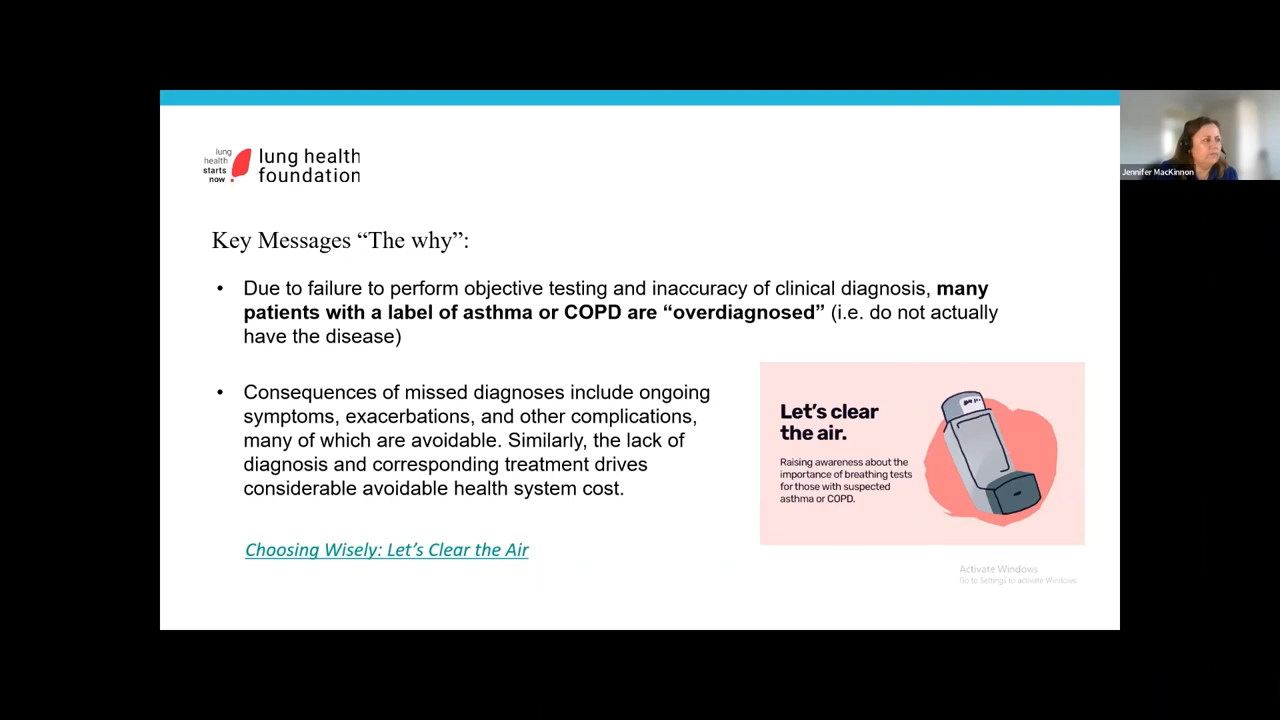 lung
health
starts
now
lung health
foundation
Jennifer MacKinnon
Key Messages “The why”:
• Due to failure to perform objective testing and inaccuracy of clinical diagnosis, many
patients with a label of asthma or COPD are “overdiagnosed” (i.e. do not actually
have the disease)
• Consequences of missed diagnoses include ongoing
symptoms, exacerbations, and other complications,
many of which are avoidable. Similarly, the lack of
diagnosis and corresponding treatment drives
considerable avoidable health system cost.
Let’s clear
the air.
Raising awareness about the
importance of breathing tests
for those with suspected
asthma or COPD.
Choosing Wisely: Let’s Clear the Air
Activate Windows
Go to Settings to activate Windows.